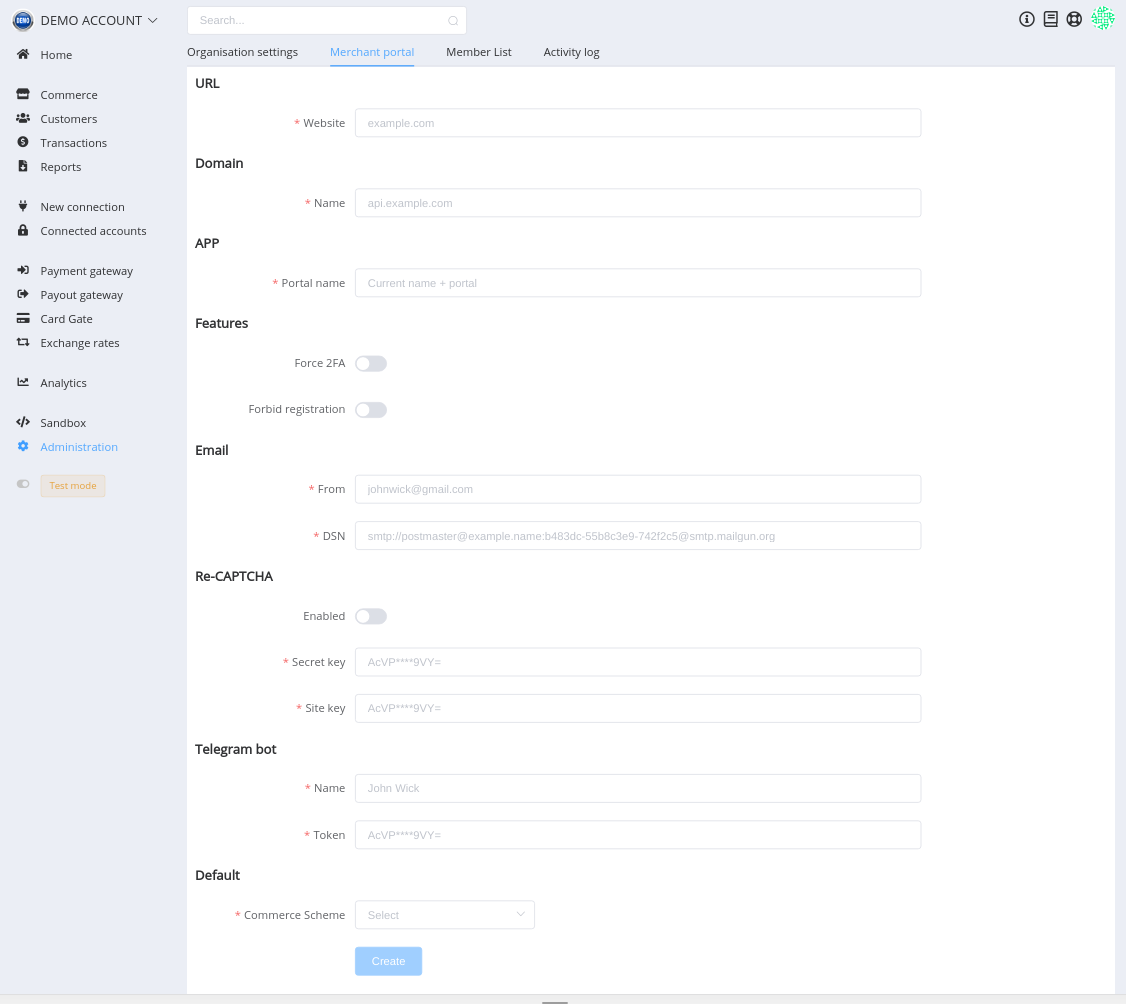 DEMO
DEMO ACCOUNT
Search...
Home
Commerce
Customers
Transactions
Reports
New connection
Connected accounts
Payment gateway
Payout gateway
Card Gate
Exchange rates
Analytics
Sandbox
Administration
Test mode
Organisation settings Merchant portal Member List Activity log
URL
* Website example.com
Domain
* Name api.example.com
APP
* Portal name Current name + portal
Features
Force 2FA
Forbid registration
Email
* From johnwick@gmail.com
* DSN smtp://postmaster@example.name:b483dc-55b8c3e9-742f2c5@smtp.mailgun.org
Re-CAPTCHA
Enabled
* Secret key AcVP****9VY=
* Site key AcVP****9VY=
Telegram bot
* Name John Wick
* Token AcVP****9VY=
Default
* Commerce Scheme Select
Create